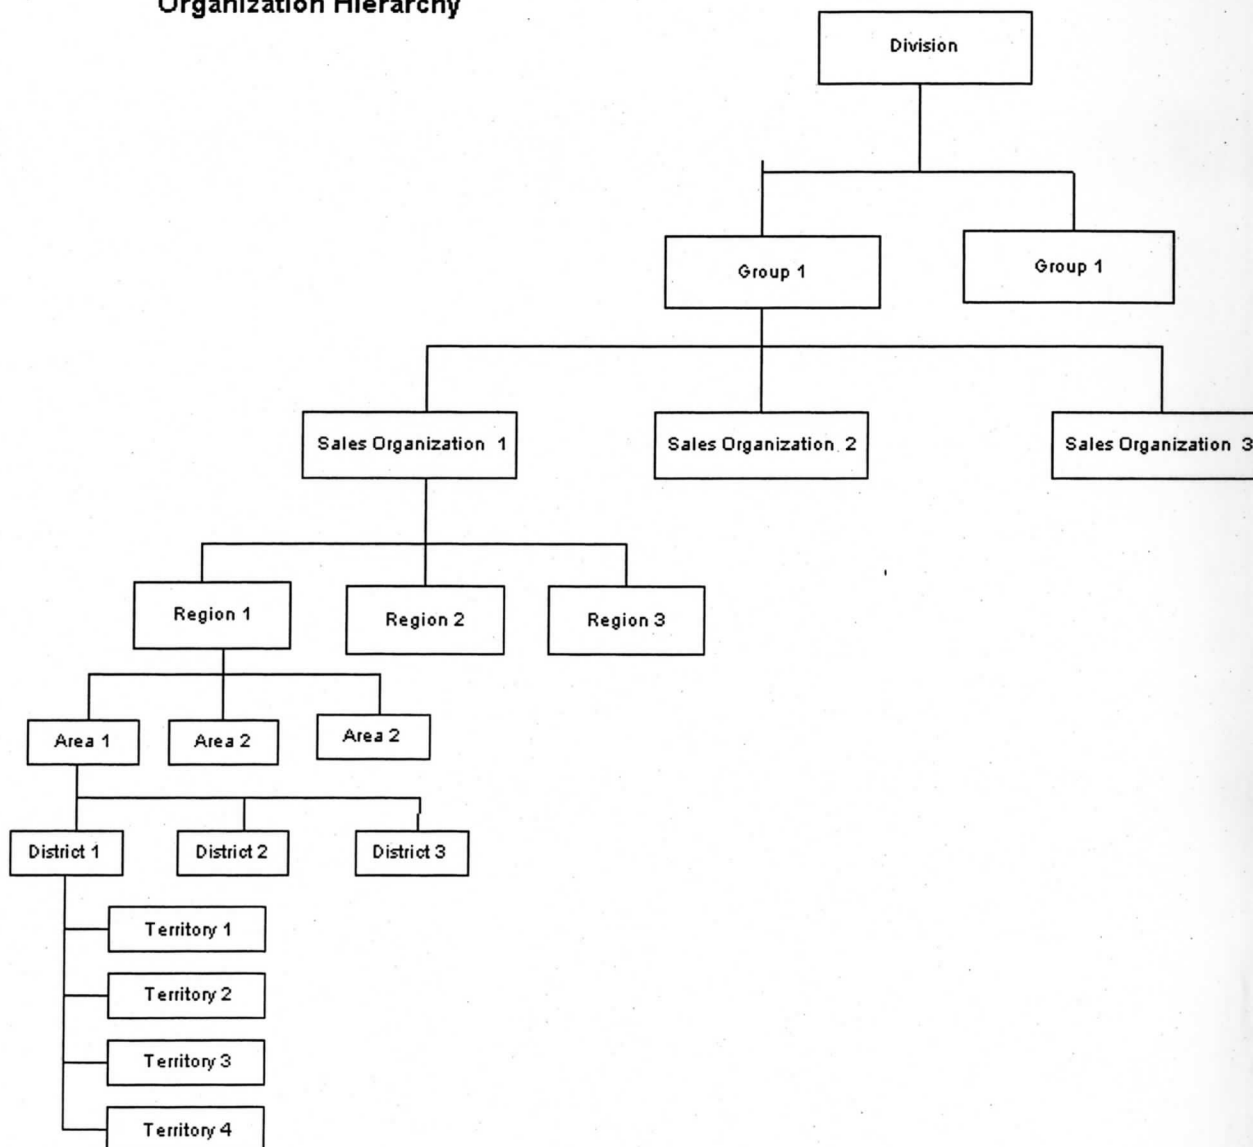 Organization Hierarchy
Division
Group 1
Group 1
Sales Organization 1
Sales Organization 2
Sales Organization 3
Region 1
Region 2
Region 3
Area 1
Area 2
Area 2
District 1
District 2
District 3
Territory 1
Territory 2
Territory 3
Territory 4